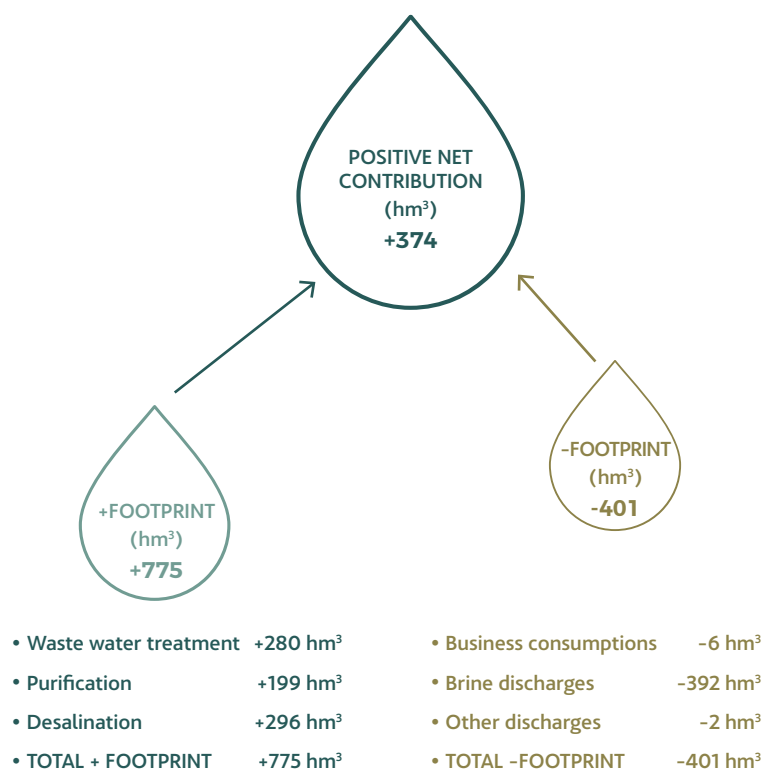 POSITIVE NET
CONTRIBUTION
(hm³)
+374
+FOOTPRINT
(hm³)
+775
-FOOTPRINT
(hm³)
-401
• Waste water treatment +280 hm³
• Purification +199 hm³
• Desalination +296 hm³
• TOTAL + FOOTPRINT +775 hm³
• Business consumptions -6 hm³
• Brine discharges -392 hm³
• Other discharges -2 hm³
• TOTAL -FOOTPRINT -401 hm³